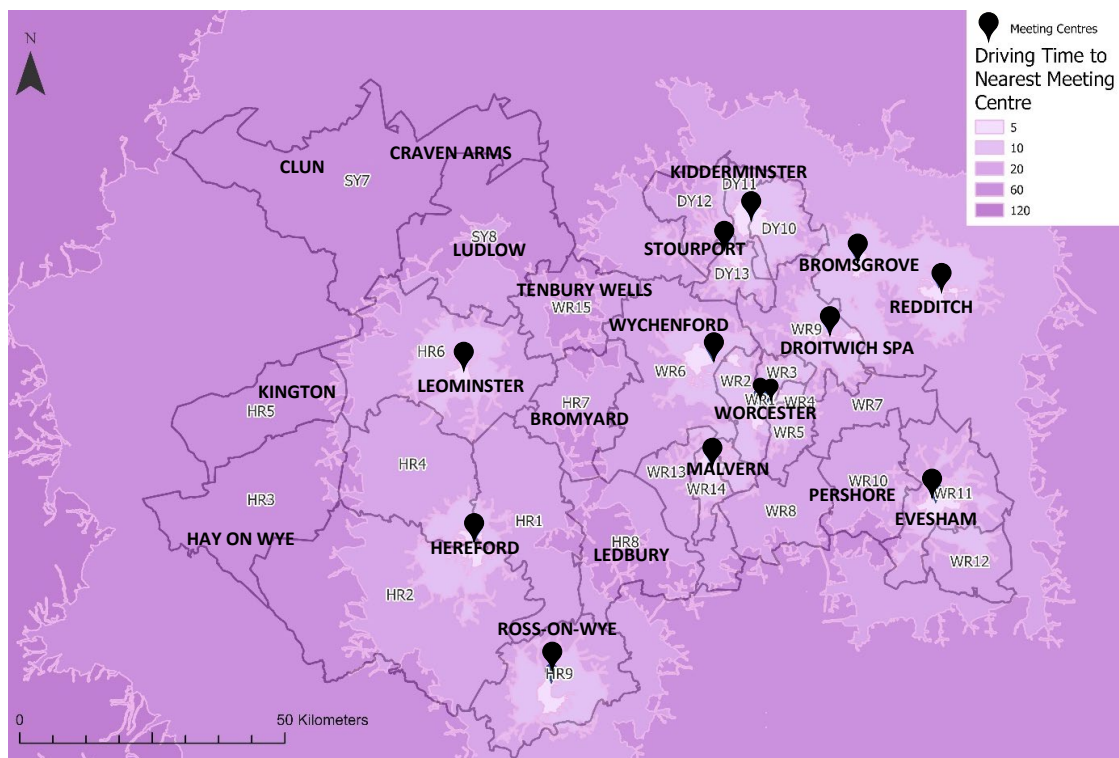 N
Meeting Centres
Driving Time to
Nearest Meeting
Centre
5
10
20
60
120
CRAVEN ARMS
CLUN
SY7
KIDDERMINSTER
DY11
DY12
DY10
SY8
LUDLOW
STOURPORT
DY13
BROMSGROVE
REDDITCH
TENBURY WELLS
WR15
WYCHENFORD
WR9
DROITWICH SPA
HR6
LEOMINSTER
WR6
WR2
WR3
KINGTON
HR5
HR7
BROMYARD
WR1
WR4
WORCESTER
WR7
WR5
HR4
WR13
MALVERN
WR14
WR10
PERSHORE
WR11
EVESHAM
HR3
HR1
WR8
HAY ON WYE
HEREFORD
HR8
LEDBURY
WR12
HR2
ROSS-ON-WYE
HR9
0
50 Kilometers